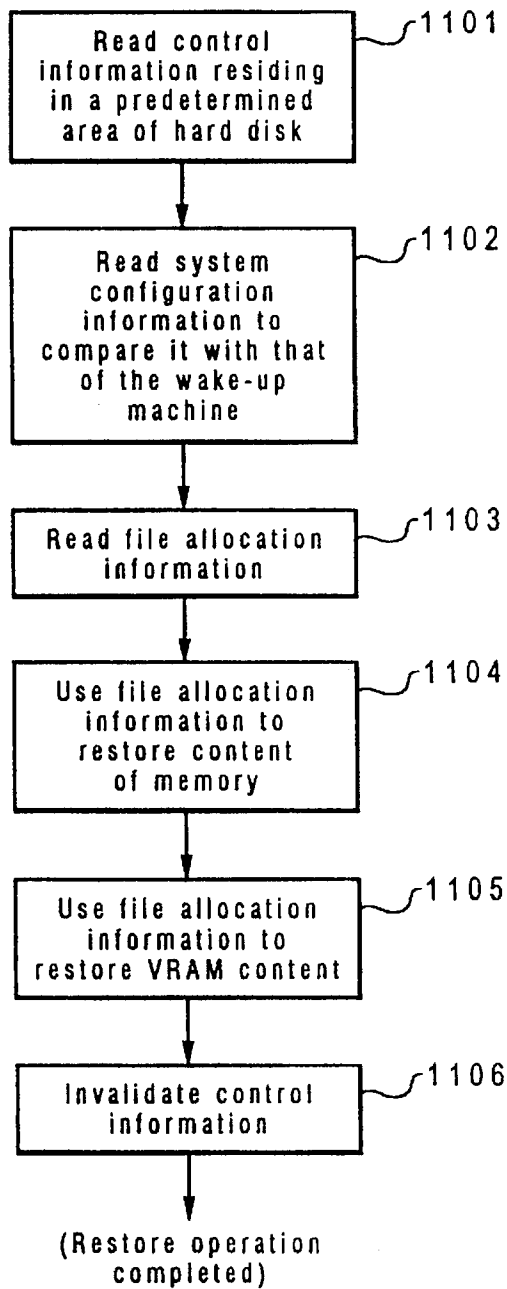 1101
Read control
information residing
in a predetermined
area of hard disk
1102
Read system
configuration
information to
compare it with that
of the wake-up
machine
1103
Read file allocation
information
1104
Use file allocation
information to
restore content
of memory
1105
Use file allocation
information to
restore VRAM content
1106
Invalidate control
information
(Restore operation
completed)